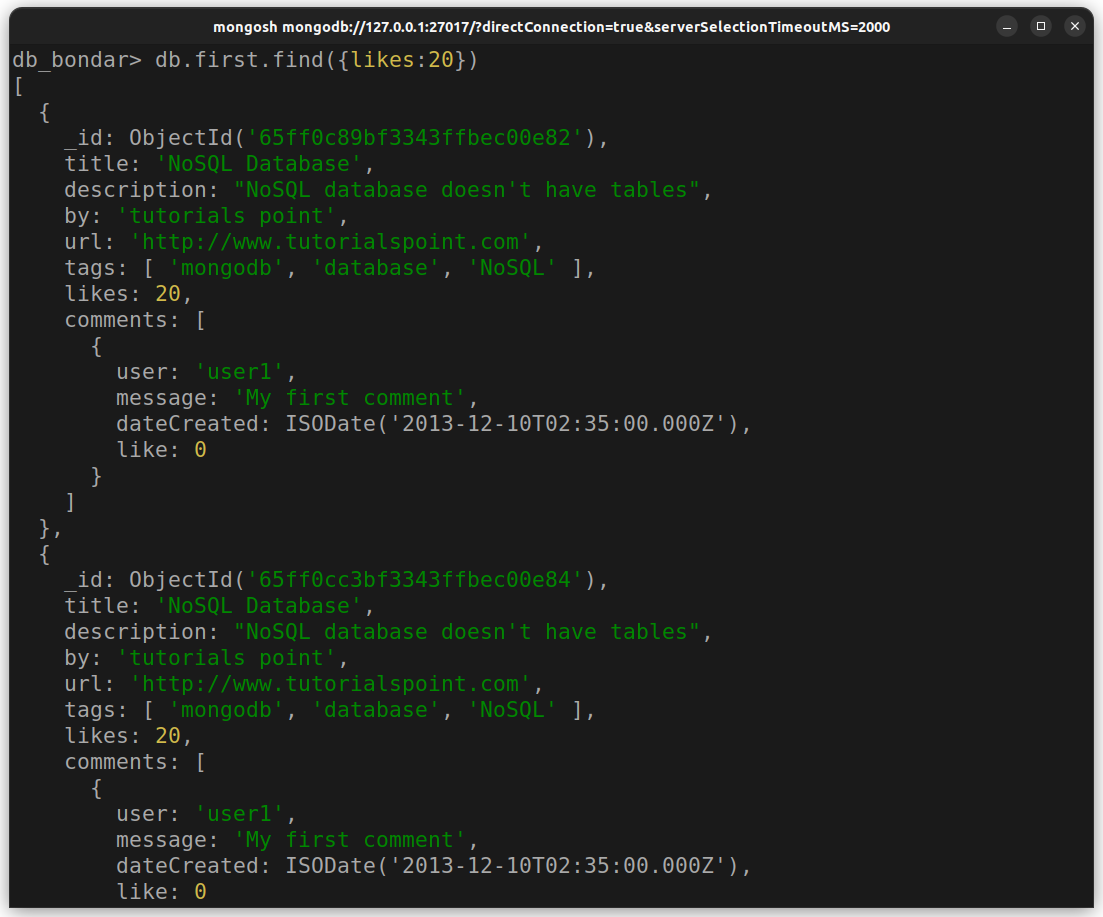 mongosh mongodb://127.0.0.1:27017/?directConnection=true&serverSelectionTimeoutMS=2000
db_bondar> db.first.find({likes:20})
[
  {
    _id: ObjectId('65ff0c89bf3343ffbec00e82'),
    title: 'NoSQL Database',
    description: "NoSQL database doesn't have tables",
    by: 'tutorials point',
    url: 'http://www.tutorialspoint.com',
    tags: [ 'mongodb', 'database', 'NoSQL' ],
    likes: 20,
    comments: [
      {
        user: 'user1',
        message: 'My first comment',
        dateCreated: ISODate('2013-12-10T02:35:00.000Z'),
        like: 0
      }
    ]
  },
  {
    _id: ObjectId('65ff0cc3bf3343ffbec00e84'),
    title: 'NoSQL Database',
    description: "NoSQL database doesn't have tables",
    by: 'tutorials point',
    url: 'http://www.tutorialspoint.com',
    tags: [ 'mongodb', 'database', 'NoSQL' ],
    likes: 20,
    comments: [
      {
        user: 'user1',
        message: 'My first comment',
        dateCreated: ISODate('2013-12-10T02:35:00.000Z'),
        like: 0